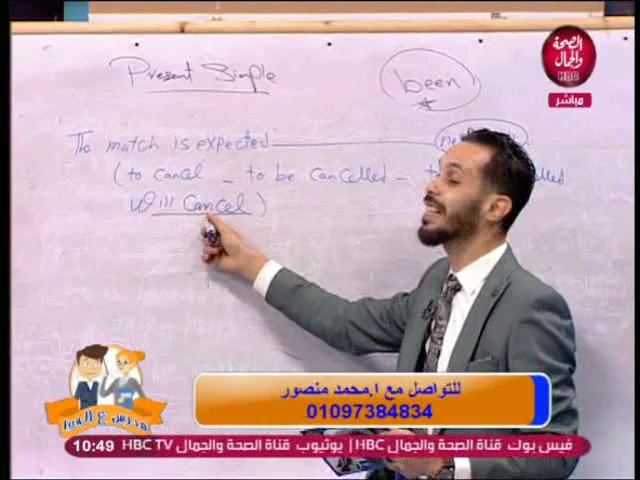 Present Simple
been
The match is expected
(to cancel - to be cancelled -
will cancel)
الصحة
والجمال
HBC
مباشر
للتواصل مع ا.محمد منصور
01097384834
مدرس ع الهوا
10:49 HBC TV فيس بوك قناة الصحة والجمال HBC | يوتيوب قناة الصحة والجمال